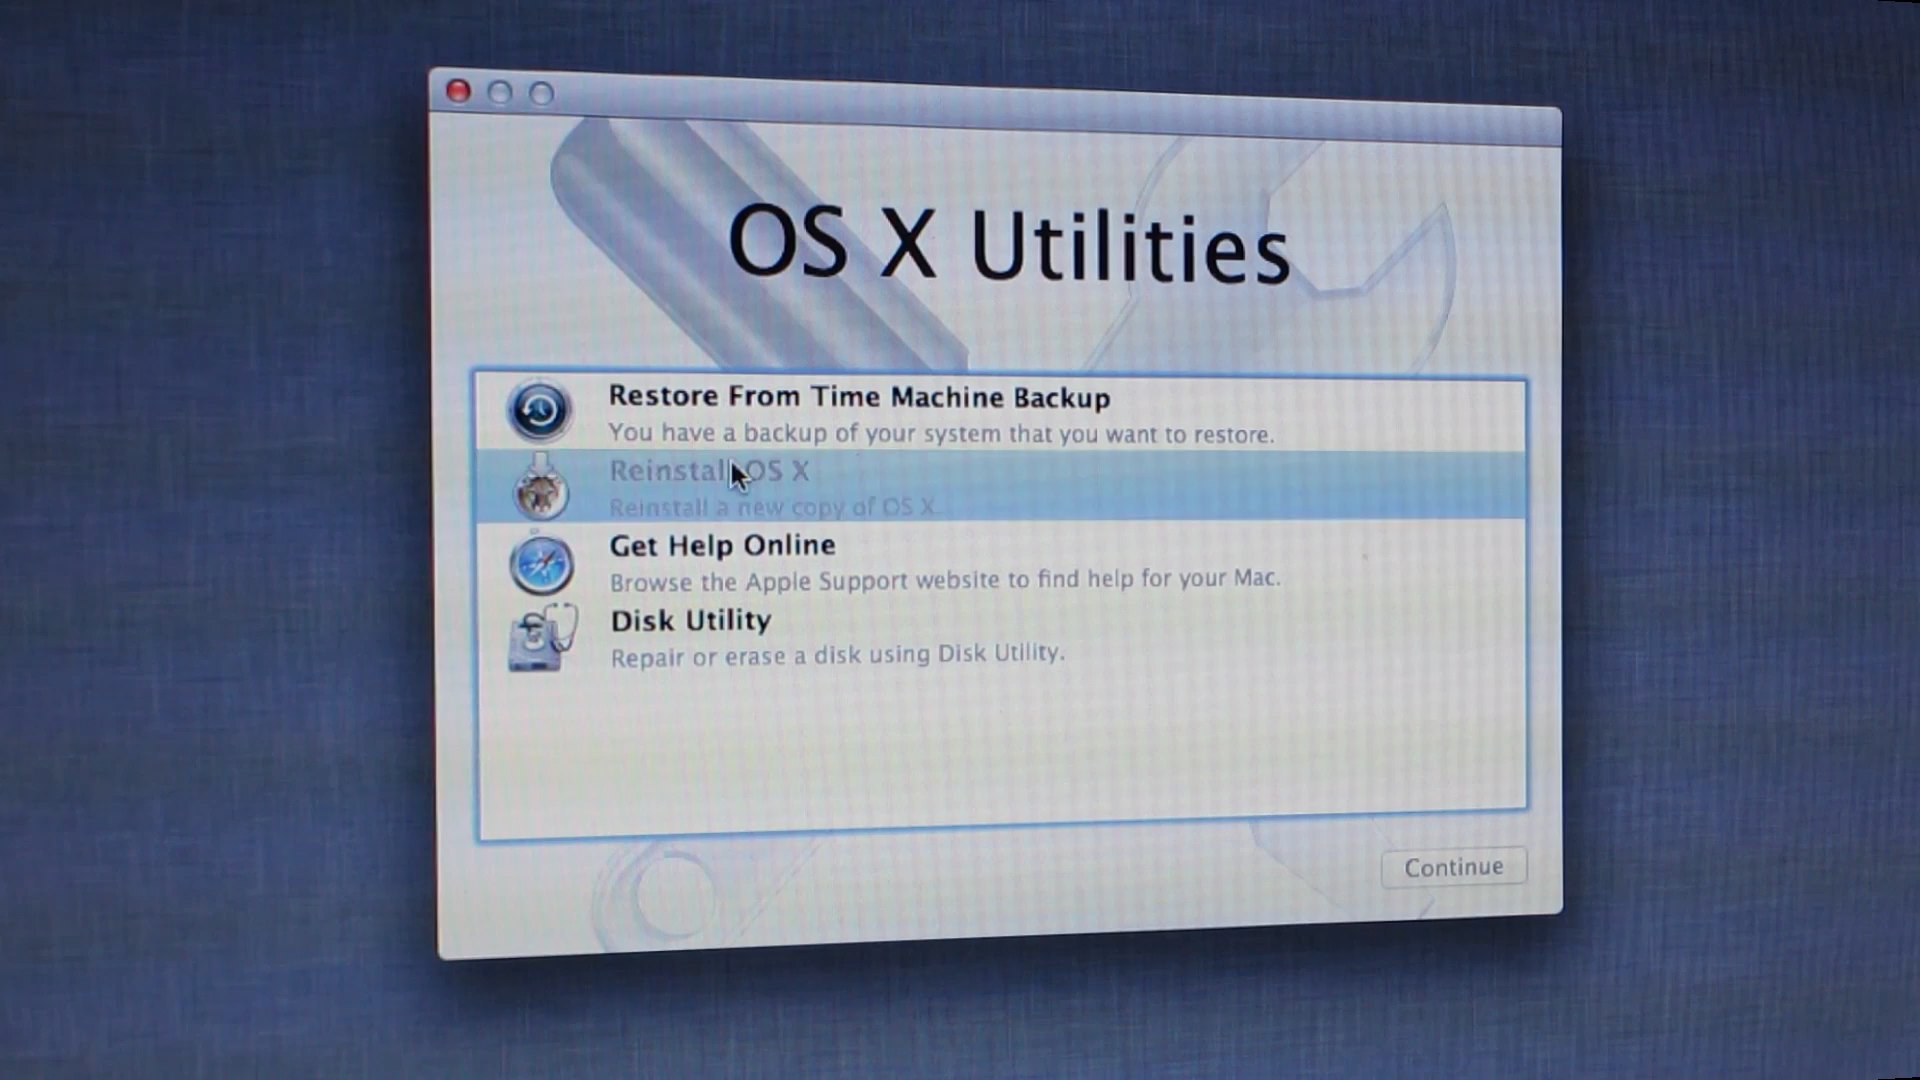 OS X Utilities
Restore From Time Machine Backup
You have a backup of your system that you want to restore.
Reinstall OS X
Reinstall a new copy of OS X.
Get Help Online
Browse the Apple Support website to find help for your Mac.
Disk Utility
Repair or erase a disk using Disk Utility.
Continue